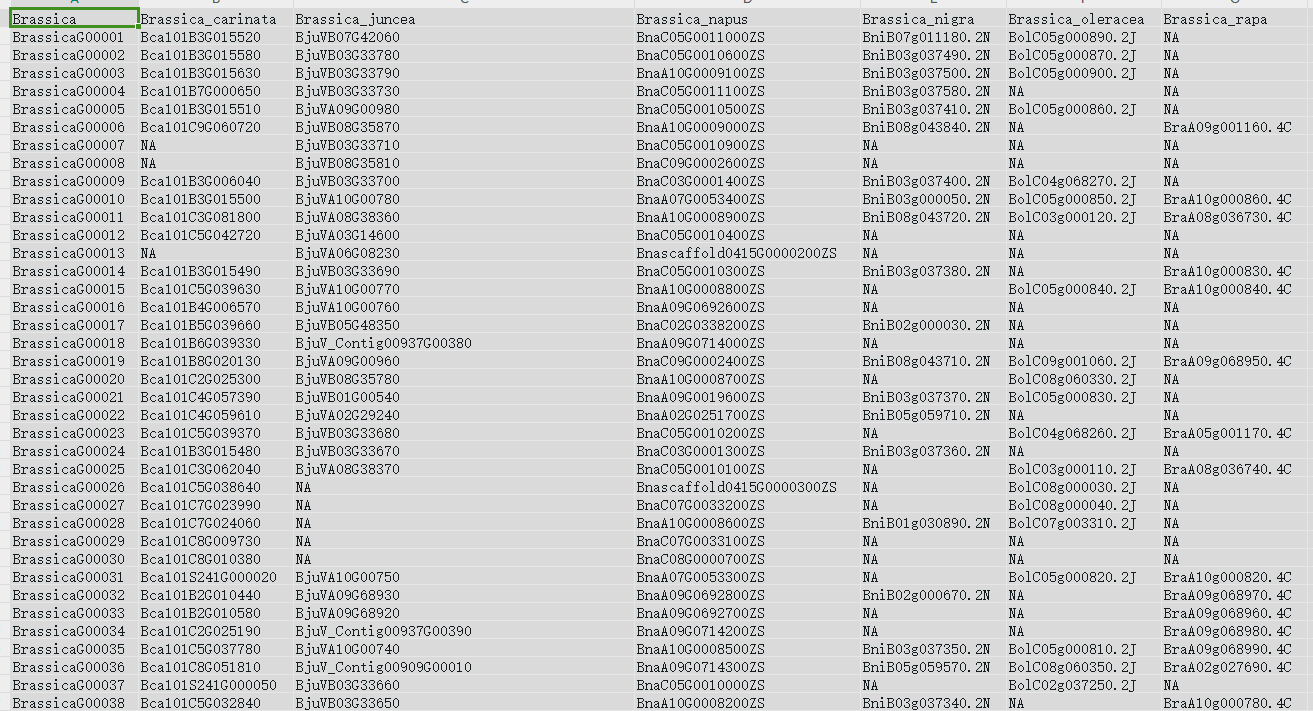 Brassica Brassica_carinata Brassica_juncea Brassica_napus Brassica_nigra Brassica_oleracea Brassica_rapa
BrassicaG00001 Bca101B3G015520 BjuVB07G42060 BnaC05G0011000ZS BniB07g011180.2N BolC05g000890.2J NA
BrassicaG00002 Bca101B3G015580 BjuVB03G33780 BnaC05G0010600ZS BniB03g037490.2N BolC05g000870.2J NA
BrassicaG00003 Bca101B3G015630 BjuVB03G33790 BnaA10G0009100ZS BniB03g037500.2N BolC05g000900.2J NA
BrassicaG00004 Bca101B7G000650 BjuVB03G33730 BnaC05G0011100ZS BniB03g037580.2N NA NA
BrassicaG00005 Bca101B3G015510 BjuVA09G00980 BnaC05G0010500ZS BniB03g037410.2N BolC05g000860.2J NA
BrassicaG00006 Bca101C9G060720 BjuVB08G35870 BnaA10G0009000ZS BniB08g043840.2N NA BraA09g001160.4C
BrassicaG00007 NA BjuVB03G33710 BnaC05G0010900ZS NA NA NA
BrassicaG00008 NA BjuVB08G35810 BnaC09G0002600ZS NA NA NA
BrassicaG00009 Bca101B3G006040 BjuVB03G33700 BnaC03G0001400ZS BniB03g037400.2N BolC04g068270.2J NA
BrassicaG00010 Bca101B3G015500 BjuVA10G00780 BnaA07G0053400ZS BniB03g000050.2N BolC05g000850.2J BraA10g000860.4C
BrassicaG00011 Bca101C3G081800 BjuVA08G38360 BnaA10G0008900ZS BniB08g043720.2N BolC03g000120.2J BraA08g036730.4C
BrassicaG00012 Bca101C5G042720 BjuVA03G14600 BnaC05G0010400ZS NA NA NA
BrassicaG00013 NA BjuVA06G08230 Bnascaffold0415G0000200ZS NA NA NA
BrassicaG00014 Bca101B3G015490 BjuVB03G33690 BnaC05G0010300ZS BniB03g037380.2N NA BraA10g000830.4C
BrassicaG00015 Bca101C5G039630 BjuVA10G00770 BnaA10G0008800ZS NA BolC05g000840.2J BraA10g000840.4C
BrassicaG00016 Bca101B4G006570 BjuVA10G00760 BnaA09G0692600ZS NA NA NA
BrassicaG00017 Bca101B5G039660 BjuVB05G48350 BnaC02G0338200ZS BniB02g000030.2N NA NA
BrassicaG00018 Bca101B6G039330 BjuV_Contig00937G00380 BnaA09G0714000ZS NA NA NA
BrassicaG00019 Bca101B8G020130 BjuVA09G00960 BnaC09G0002400ZS BniB08g043710.2N BolC09g001060.2J BraA09g068950.4C
BrassicaG00020 Bca101C2G025300 BjuVB08G35780 BnaA10G0008700ZS NA BolC08g060330.2J NA
BrassicaG00021 Bca101C4G057390 BjuVB01G00540 BnaA09G0019600ZS BniB03g037370.2N BolC05g000830.2J NA
BrassicaG00022 Bca101C4G059610 BjuVA02G29240 BnaA02G0251700ZS BniB05g059710.2N NA NA
BrassicaG00023 Bca101C5G039370 BjuVB03G33680 BnaC05G0010200ZS NA BolC04g068260.2J BraA05g001170.4C
BrassicaG00024 Bca101B3G015480 BjuVB03G33670 BnaC03G0001300ZS BniB03g037360.2N NA NA
BrassicaG00025 Bca101C3G062040 BjuVA08G38370 BnaC05G0010100ZS NA BolC03g000110.2J BraA08g036740.4C
BrassicaG00026 Bca101C5G038640 NA Bnascaffold0415G0000300ZS NA BolC08g000030.2J NA
BrassicaG00027 Bca101C7G023990 NA BnaC07G0033200ZS NA BolC08g000040.2J NA
BrassicaG00028 Bca101C7G024060 NA BnaA10G0008600ZS BniB01g030890.2N BolC07g003310.2J NA
BrassicaG00029 Bca101C8G009730 NA BnaC07G0033100ZS NA NA NA
BrassicaG00030 Bca101C8G010380 NA BnaC08G0000700ZS NA NA NA
BrassicaG00031 Bca101S241G000020 BjuVA10G00750 BnaA07G0053300ZS NA BolC05g000820.2J BraA10g000820.4C
BrassicaG00032 Bca101B2G010440 BjuVA09G68930 BnaA09G0692800ZS BniB02g000670.2N NA BraA09g068970.4C
BrassicaG00033 Bca101B2G010580 BjuVA09G68920 BnaA09G0692700ZS NA NA BraA09g068960.4C
BrassicaG00034 Bca101C2G025190 BjuV_Contig00937G00390 BnaA09G0714200ZS NA NA BraA09g068980.4C
BrassicaG00035 Bca101C5G037780 BjuVA10G00740 BnaA10G0008500ZS BniB03g037350.2N BolC05g000810.2J BraA09g068990.4C
BrassicaG00036 Bca101C8G051810 BjuV_Contig00909G00010 BnaA09G0714300ZS BniB05g059570.2N BolC08g060350.2J BraA02g027690.4C
BrassicaG00037 Bca101S241G000050 BjuVB03G33660 BnaC05G0010000ZS NA BolC02g037250.2J NA
BrassicaG00038 Bca101C5G032840 BjuVB03G33650 BnaA10G0008200ZS BniB03g037340.2N NA BraA10g000780.4C